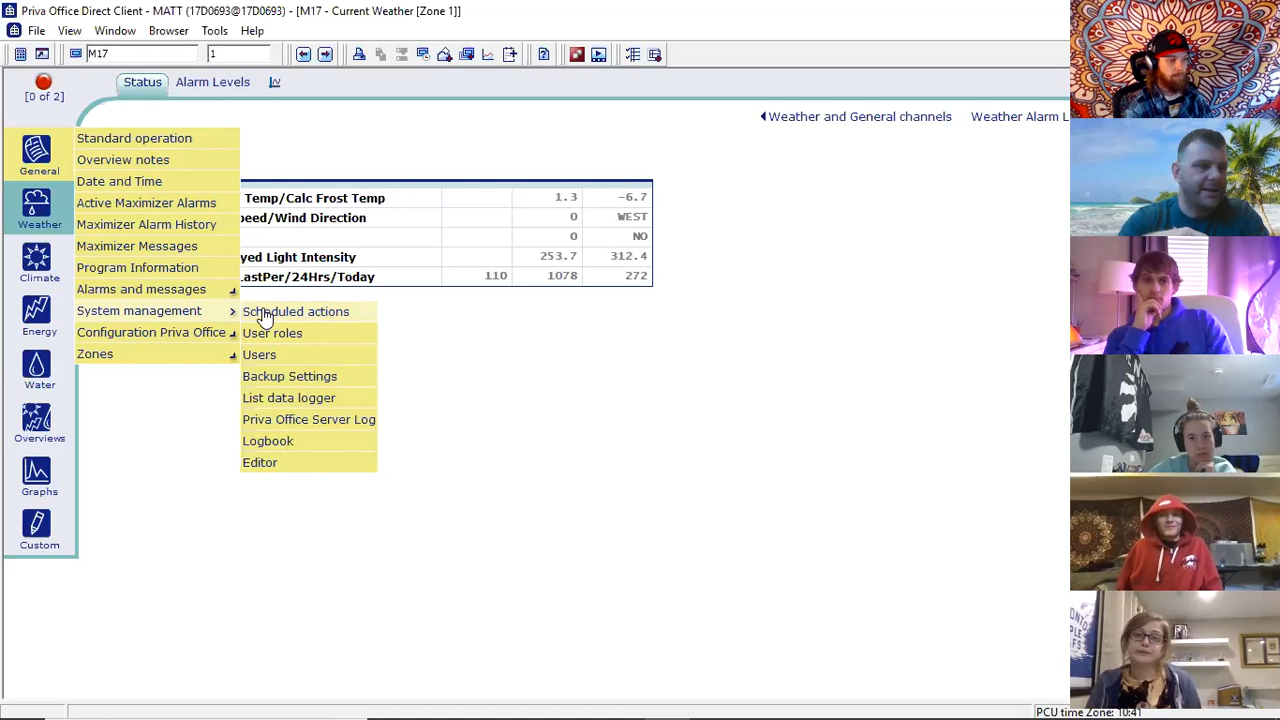 Priva Office Direct Client - MATT (17D0693@17D0693) - [M17 - Current Weather [Zone 1]]
File View Window Browser Tools Help
M17 1
[0 of 2]
Status Alarm Levels
Weather and General channels Weather Alarm L
General
Weather
Climate
Energy
Water
Overviews
Graphs
Custom
Standard operation
Overview notes
Date and Time
Active Maximizer Alarms
Maximizer Alarm History
Maximizer Messages
Program Information
Alarms and messages
System management
Configuration Priva Office
Zones
Scheduled actions
User roles
Users
Backup Settings
List data logger
Priva Office Server Log
Logbook
Editor
Temp/Calc Frost Temp 1.3 -6.7
peed/Wind Direction 0 WEST
0 NO
yed Light Intensity 312.4
LastPer/24Hrs/Today 110 1078 272
PCU time Zone: 10:41